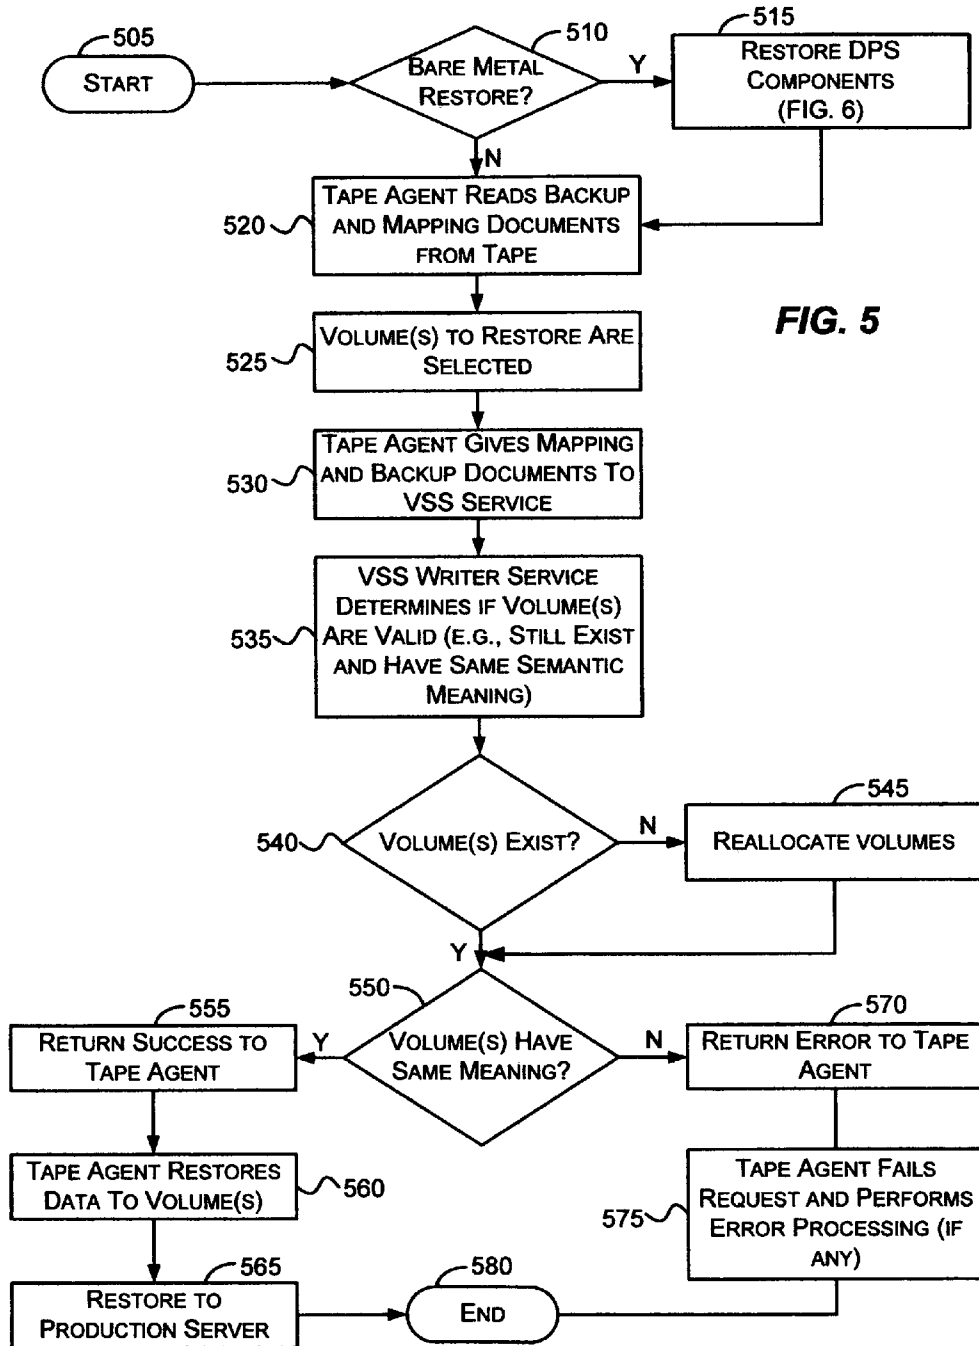 505
START
510
BARE METAL
RESTORE?
Y
515
RESTORE DPS
COMPONENTS
(FIG. 6)
N
520
TAPE AGENT READS BACKUP
AND MAPPING DOCUMENTS
FROM TAPE
FIG. 5
525
VOLUME(S) TO RESTORE ARE
SELECTED
530
TAPE AGENT GIVES MAPPING
AND BACKUP DOCUMENTS TO
VSS SERVICE
535
VSS WRITER SERVICE
DETERMINES IF VOLUME(S)
ARE VALID (E.G., STILL EXIST
AND HAVE SAME SEMANTIC
MEANING)
540
VOLUME(S) EXIST?
N
545
REALLOCATE VOLUMES
Y
550
VOLUME(S) HAVE
SAME MEANING?
Y
N
555
RETURN SUCCESS TO
TAPE AGENT
570
RETURN ERROR TO TAPE
AGENT
TAPE AGENT RESTORES
DATA TO VOLUME(S)
560
575
TAPE AGENT FAILS
REQUEST AND PERFORMS
ERROR PROCESSING (IF
ANY)
565
RESTORE TO
PRODUCTION SERVER
580
END